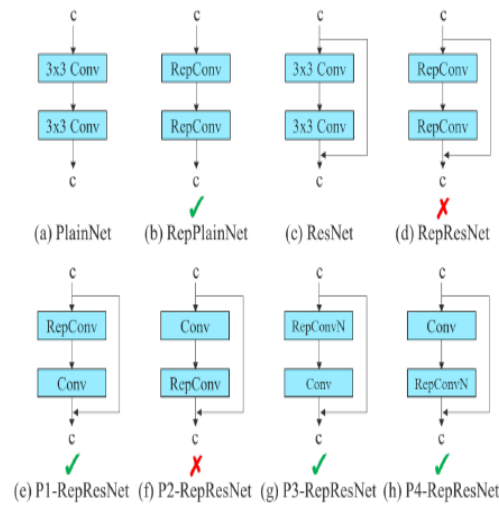 c c c c
3x3 Conv RepConv 3x3 Conv RepConv
3x3 Conv RepConv 3x3 Conv RepConv
c c c c
✓ ✗
(a) PlainNet (b) RepPlainNet (c) ResNet (d) RepResNet
c c c c
RepConv Conv RepConvN Conv
Conv RepConv Conv RepConvN
c c c c
✓ ✗ ✓ ✓
(e) P1-RepResNet (f) P2-RepResNet (g) P3-RepResNet (h) P4-RepResNet